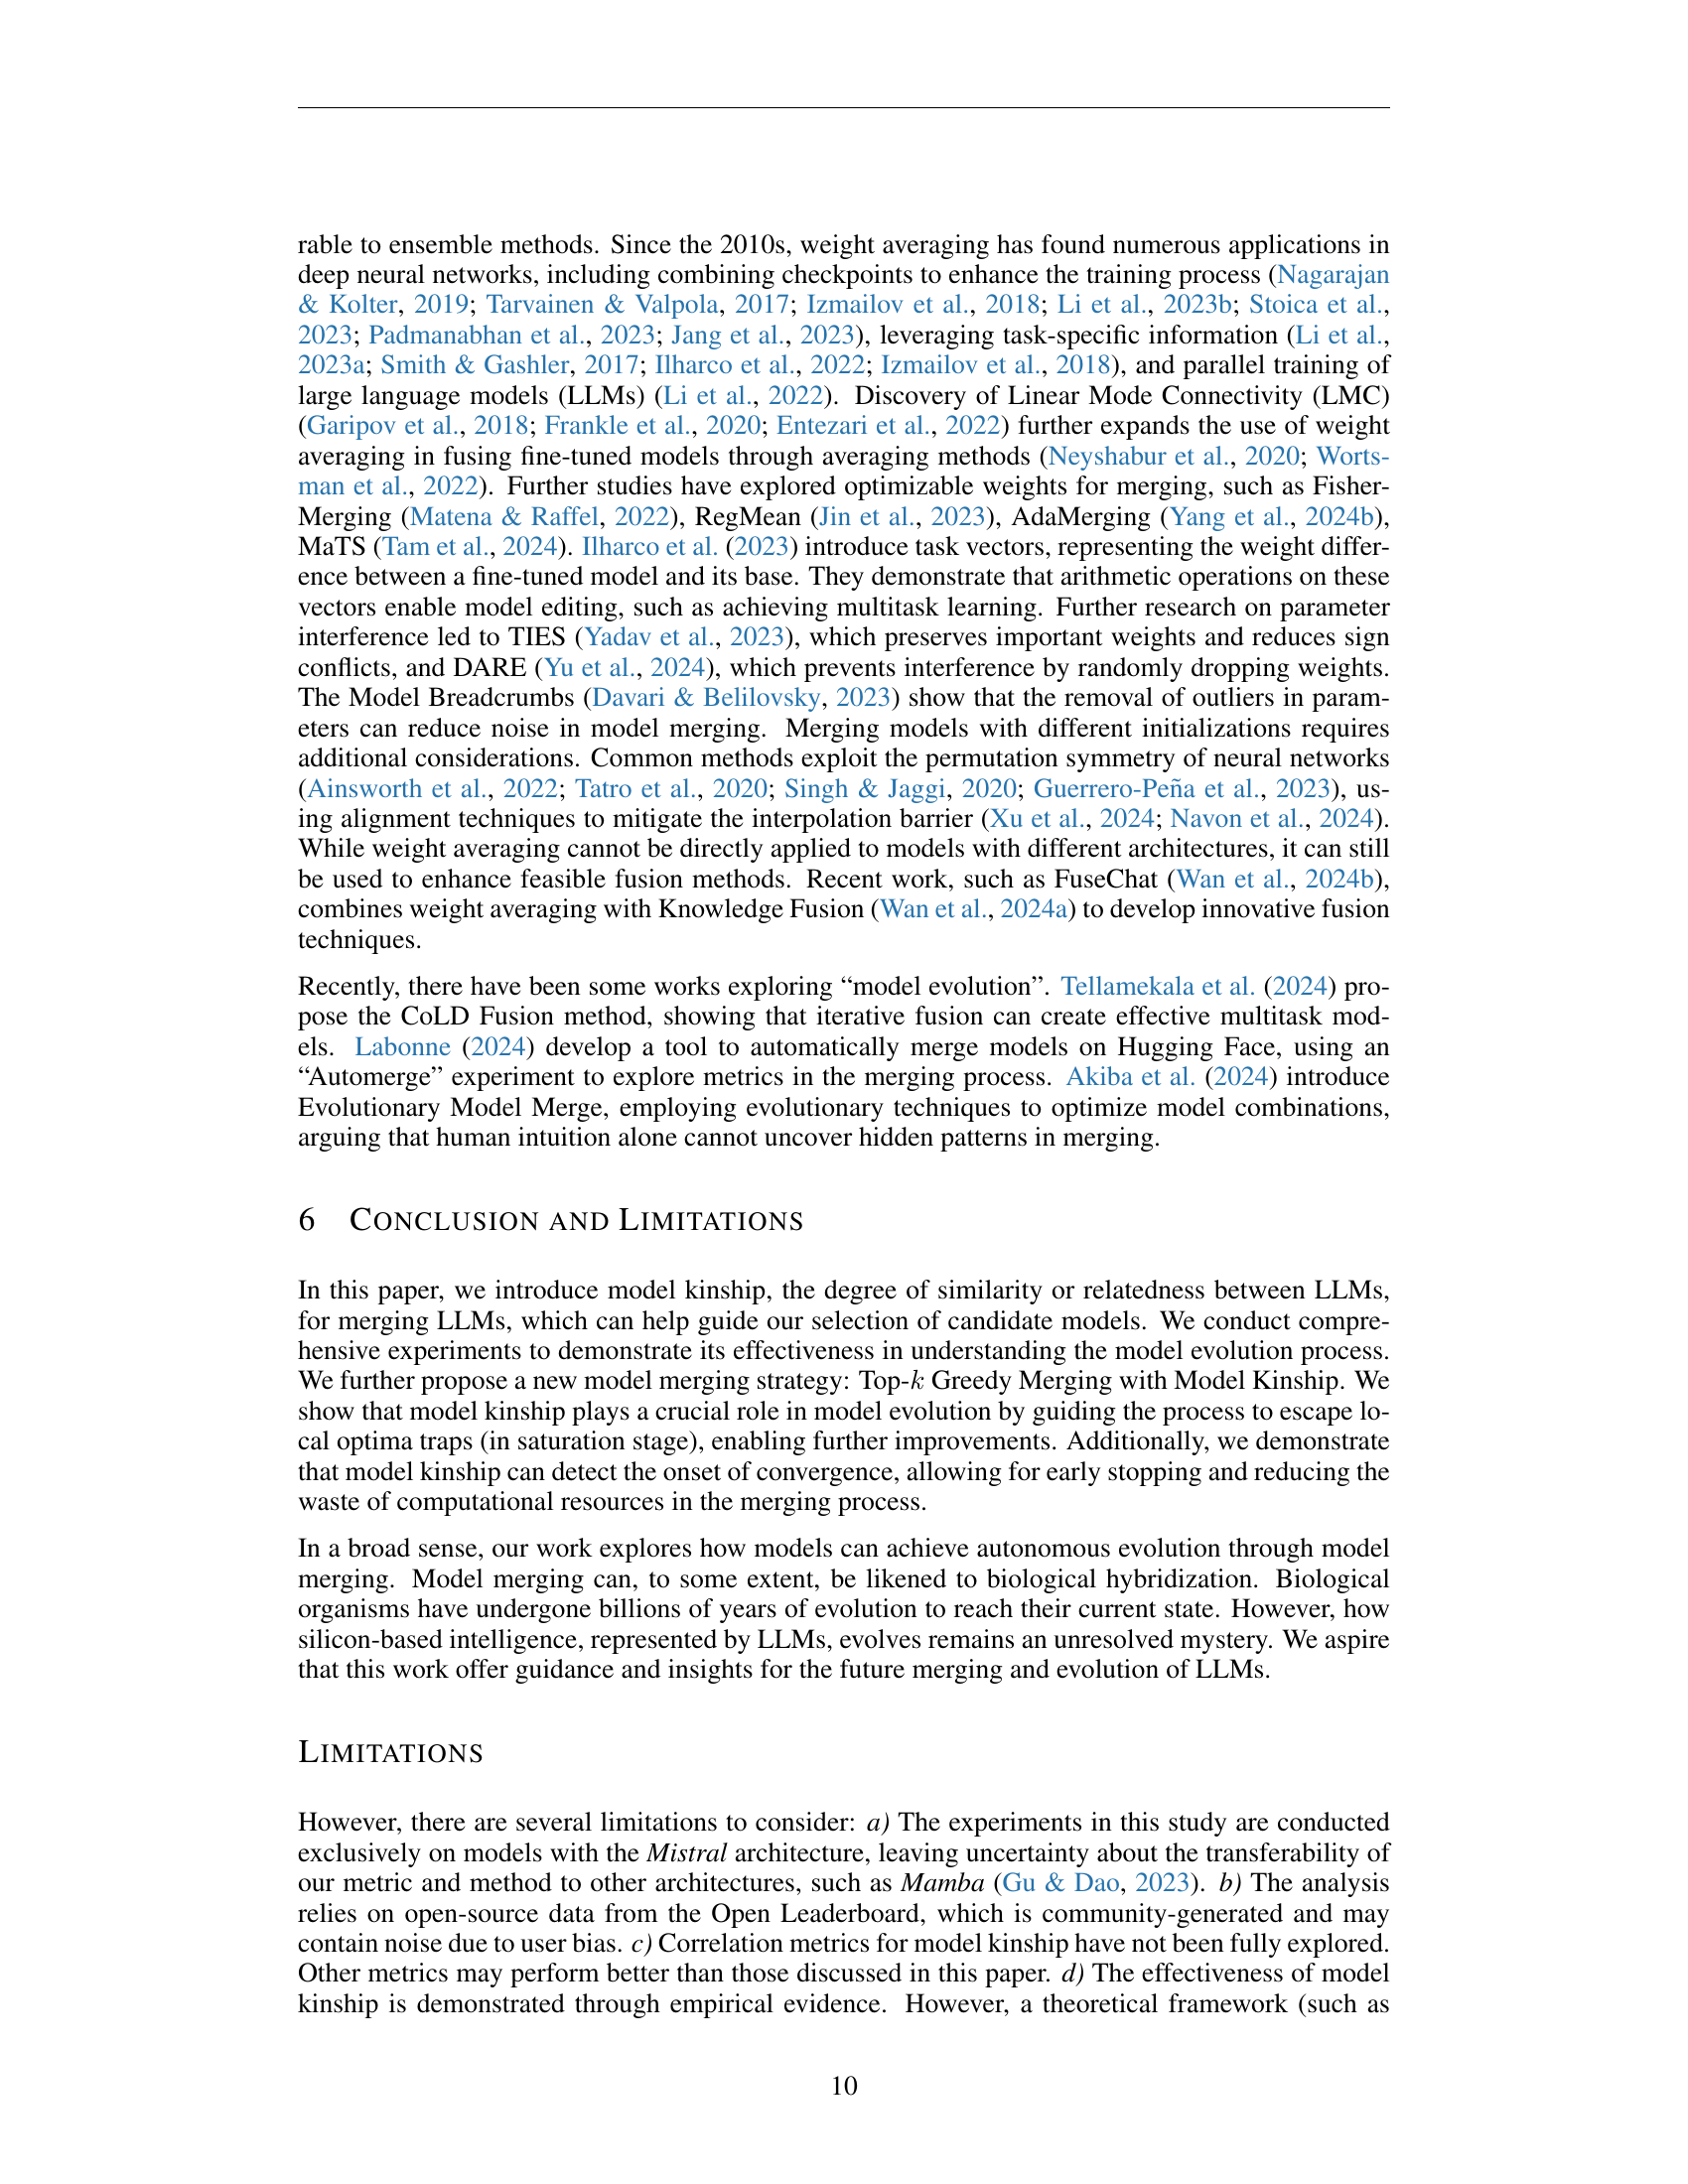 rable to ensemble methods. Since the 2010s, weight averaging has found numerous applications in
deep neural networks, including combining checkpoints to enhance the training process (Nagarajan
& Kolter, 2019; Tarvainen & Valpola, 2017; Izmailov et al., 2018; Li et al., 2023b; Stoica et al.,
2023; Padmanabhan et al., 2023; Jang et al., 2023), leveraging task-specific information (Li et al.,
2023a; Smith & Gashler, 2017; Ilharco et al., 2022; Izmailov et al., 2018), and parallel training of
large language models (LLMs) (Li et al., 2022). Discovery of Linear Mode Connectivity (LMC)
(Garipov et al., 2018; Frankle et al., 2020; Entezari et al., 2022) further expands the use of weight
averaging in fusing fine-tuned models through averaging methods (Neyshabur et al., 2020; Worts-
man et al., 2022). Further studies have explored optimizable weights for merging, such as Fisher-
Merging (Matena & Raffel, 2022), RegMean (Jin et al., 2023), AdaMerging (Yang et al., 2024b),
MaTS (Tam et al., 2024). Ilharco et al. (2023) introduce task vectors, representing the weight differ-
ence between a fine-tuned model and its base. They demonstrate that arithmetic operations on these
vectors enable model editing, such as achieving multitask learning. Further research on parameter
interference led to TIES (Yadav et al., 2023), which preserves important weights and reduces sign
conflicts, and DARE (Yu et al., 2024), which prevents interference by randomly dropping weights.
The Model Breadcrumbs (Davari & Belilovsky, 2023) show that the removal of outliers in param-
eters can reduce noise in model merging. Merging models with different initializations requires
additional considerations. Common methods exploit the permutation symmetry of neural networks
(Ainsworth et al., 2022; Tatro et al., 2020; Singh & Jaggi, 2020; Guerrero-Peña et al., 2023), us-
ing alignment techniques to mitigate the interpolation barrier (Xu et al., 2024; Navon et al., 2024).
While weight averaging cannot be directly applied to models with different architectures, it can still
be used to enhance feasible fusion methods. Recent work, such as FuseChat (Wan et al., 2024b),
combines weight averaging with Knowledge Fusion (Wan et al., 2024a) to develop innovative fusion
techniques.
Recently, there have been some works exploring “model evolution”. Tellamekala et al. (2024) pro-
pose the CoLD Fusion method, showing that iterative fusion can create effective multitask mod-
els. Labonne (2024) develop a tool to automatically merge models on Hugging Face, using an
“Automerge” experiment to explore metrics in the merging process. Akiba et al. (2024) introduce
Evolutionary Model Merge, employing evolutionary techniques to optimize model combinations,
arguing that human intuition alone cannot uncover hidden patterns in merging.
6 CONCLUSION AND LIMITATIONS
In this paper, we introduce model kinship, the degree of similarity or relatedness between LLMs,
for merging LLMs, which can help guide our selection of candidate models. We conduct compre-
hensive experiments to demonstrate its effectiveness in understanding the model evolution process.
We further propose a new model merging strategy: Top-k Greedy Merging with Model Kinship. We
show that model kinship plays a crucial role in model evolution by guiding the process to escape lo-
cal optima traps (in saturation stage), enabling further improvements. Additionally, we demonstrate
that model kinship can detect the onset of convergence, allowing for early stopping and reducing the
waste of computational resources in the merging process.
In a broad sense, our work explores how models can achieve autonomous evolution through model
merging. Model merging can, to some extent, be likened to biological hybridization. Biological
organisms have undergone billions of years of evolution to reach their current state. However, how
silicon-based intelligence, represented by LLMs, evolves remains an unresolved mystery. We aspire
that this work offer guidance and insights for the future merging and evolution of LLMs.
LIMITATIONS
However, there are several limitations to consider: a) The experiments in this study are conducted
exclusively on models with the Mistral architecture, leaving uncertainty about the transferability of
our metric and method to other architectures, such as Mamba (Gu & Dao, 2023). b) The analysis
relies on open-source data from the Open Leaderboard, which is community-generated and may
contain noise due to user bias. c) Correlation metrics for model kinship have not been fully explored.
Other metrics may perform better than those discussed in this paper. d) The effectiveness of model
kinship is demonstrated through empirical evidence. However, a theoretical framework (such as
10